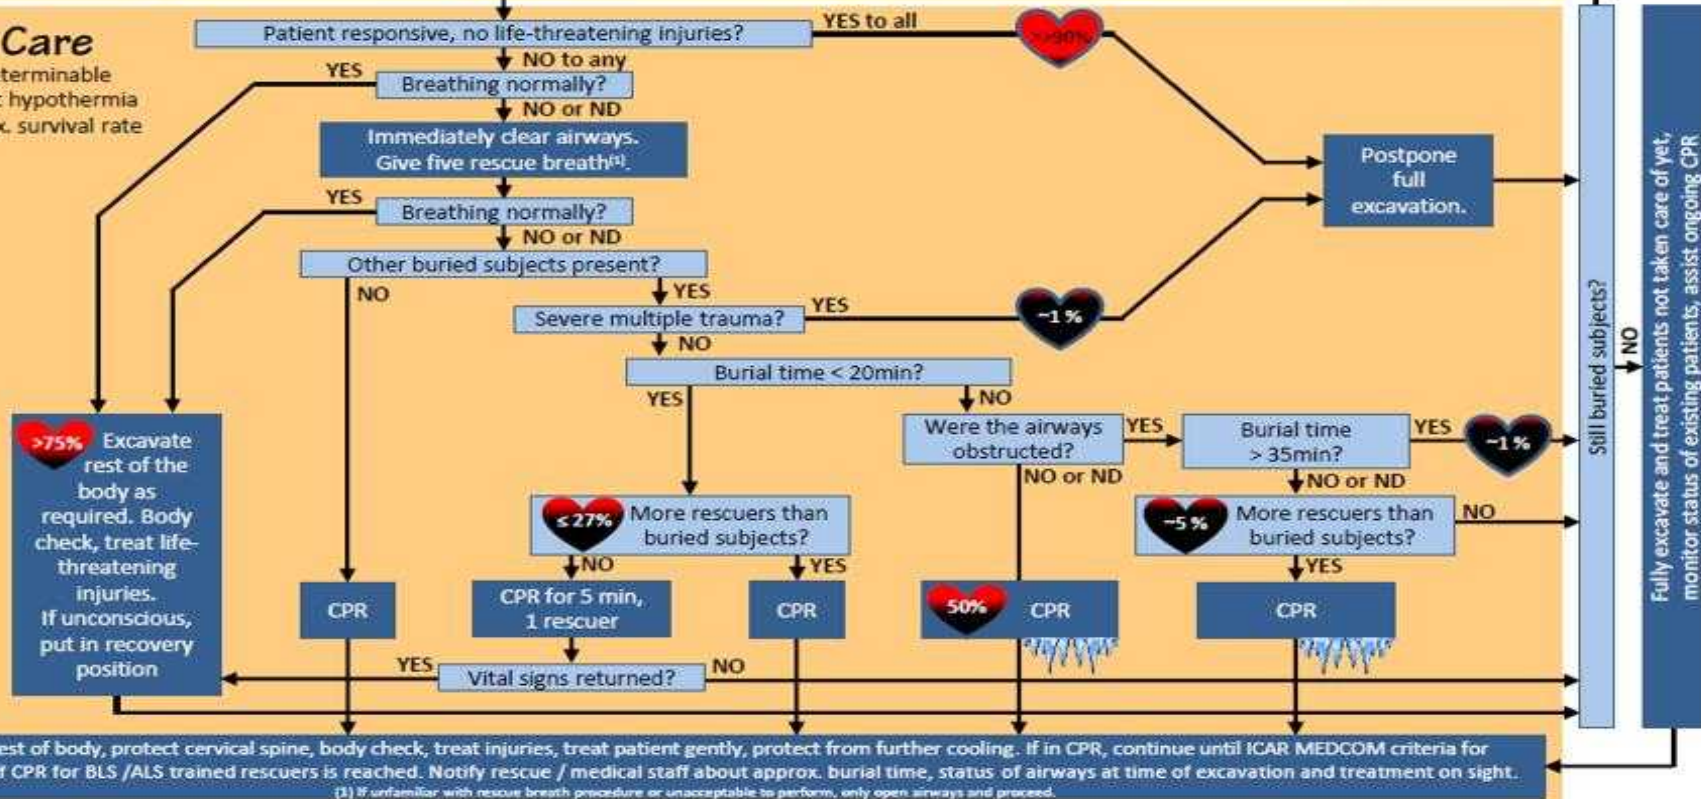 Care
terminable
hypothermia
x. survival rate
Patient responsive, no life-threatening injuries?
YES to all
>>90%
NO to any
YES
Breathing normally?
NO or ND
Immediately clear airways.
Give five rescue breath(1).
YES
Breathing normally?
NO or ND
Other buried subjects present?
NO
YES
Severe multiple trauma?
YES
~1 %
NO
Burial time < 20min?
YES
NO
Postpone
full
excavation.
Were the airways
obstructed?
YES
NO or ND
Burial time
> 35min?
YES
~1 %
NO or ND
>75% Excavate
rest of the
body as
required. Body
check, treat life-
threatening
injuries.
If unconscious,
put in recovery
position
≤ 27% More rescuers than
buried subjects?
NO
YES
~5 % More rescuers than
buried subjects?
NO
YES
CPR
CPR for 5 min,
1 rescuer
CPR
50% CPR
CPR
YES
Vital signs returned?
NO
Still buried subjects?
NO
Fully excavate and treat patients not taken care of yet,
monitor status of existing patients, assist ongoing CPR
est of body, protect cervical spine, body check, treat injuries, treat patient gently, protect from further cooling. If in CPR, continue until ICAR MEDCOM criteria for
f CPR for BLS /ALS trained rescuers is reached. Notify rescue / medical staff about approx. burial time, status of airways at time of excavation and treatment on sight.
(1) If unfamiliar with rescue breath procedure or unacceptable to perform, only open airways and proceed.